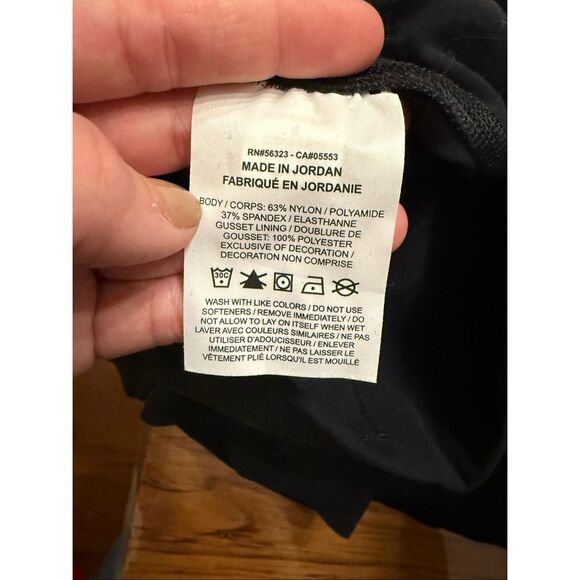 RN#56323 - CA#05553
MADE IN JORDAN
FABRIQUÉ EN JORDANIE
BODY / CORPS: 63% NYLON / POLYAMIDE
37% SPANDEX / ELASTHANNE
GUSSET LINING / DOUBLURE DE
GOUSSET: 100% POLYESTER
EXCLUSIVE OF DECORATION /
DECORATION NON COMPRISE
30C
WASH WITH LIKE COLORS / DO NOT USE
SOFTENERS / REMOVE IMMEDIATELY / DO
NOT ALLOW TO LAY ON ITSELF WHEN WET
LAVER AVEC COULEURS SIMILAIRES / NE PAS
UTILISER D'ADOUCISSEUR / ENLEVER
IMMÉDIATEMENT / NE PAS LAISSER LE
VÊTEMENT PLIÉ LORSQU'IL EST MOUILLÉ